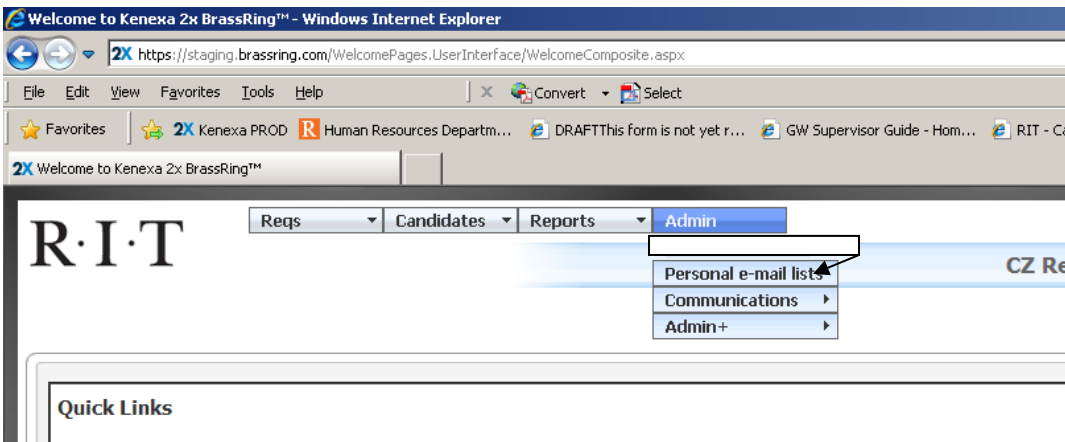 Welcome to Kenexa 2x BrassRing™ - Windows Internet Explorer
2X https://staging.brassring.com/WelcomePages.UserInterface/WelcomeComposite.aspx
File Edit View Favorites Tools Help X Convert Select
Favorites 2X Kenexa PROD R Human Resources Departm... DRAFTThis form is not yet r... GW Supervisor Guide - Hom... RIT - Ca
2X Welcome to Kenexa 2x BrassRing™
R·I·T
Reqs Candidates Reports Admin
CZ Re
Personal e-mail lists
Communications
Admin+
Quick Links